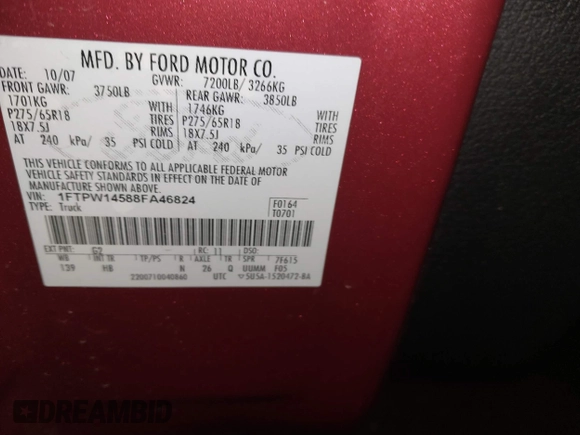 MFD. BY FORD MOTOR CO.
DATE: 10/07 GVWR: 7200LB/ 3266KG
FRONT GAWR: 3750LB REAR GAWR: 3850LB
1701KG WITH 1746KG WITH
P275/65R18 TIRES P275/65R18 TIRES
18X7.5J RIMS 18X7.5J RIMS
AT 240 kPa/ 35 PSI COLD AT 240 kPa/ 35 PSI COLD
THIS VEHICLE CONFORMS TO ALL APPLICABLE FEDERAL MOTOR
VEHICLE SAFETY STANDARDS IN EFFECT ON THE DATE OF
MANUFACTURE SHOWN ABOVE.
VIN: 1FTPW14588FA46824 F0164
TYPE: Truck T0701
EXT PNT: G2 RC: 11 DSO:
WB INT TR TP/PS R AXLE TR SPR 7F615
139 HB N 26 Q UUMM F05
2200710040860 UTC 5U5A-1520472-BA
DREAMBID